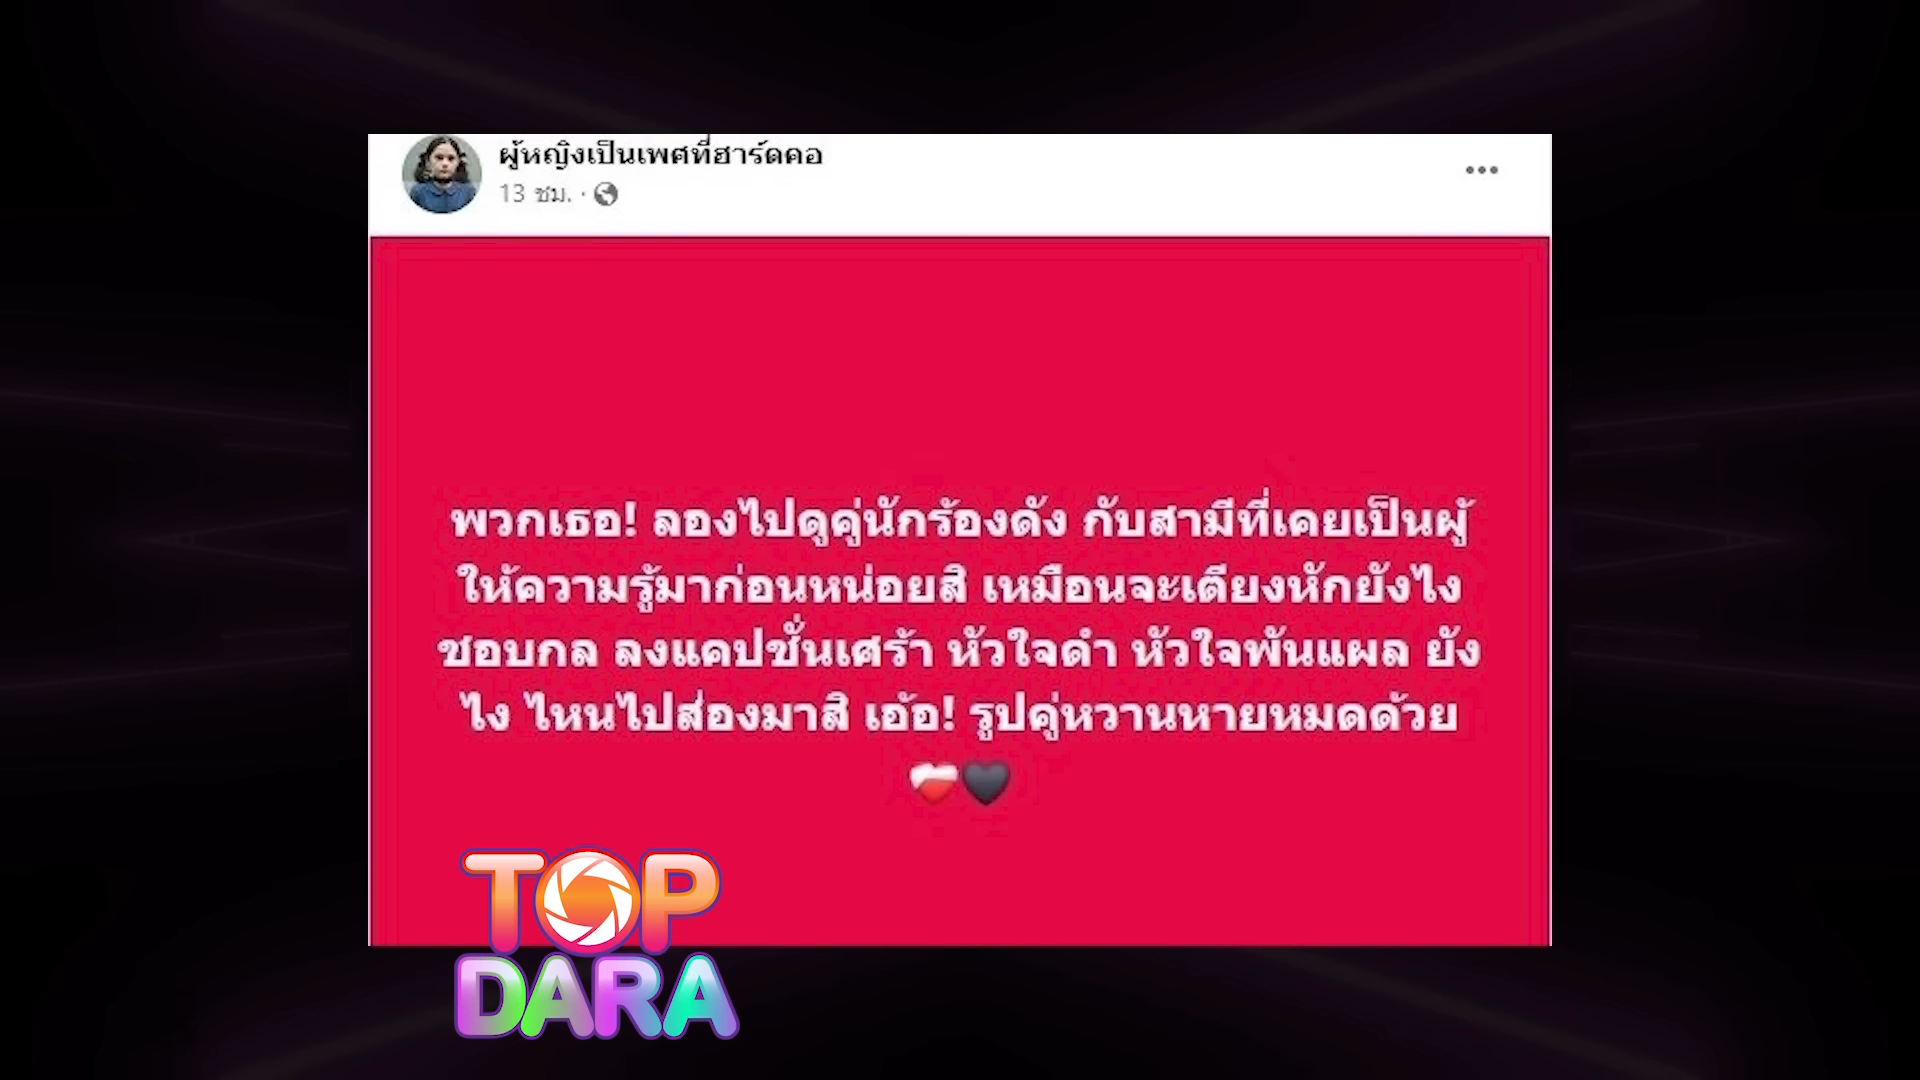 ผู้หญิงเป็นเพศที่ฮาร์ดคอ
13 ชม. ·
พวกเธอ! ลองไปดูคู่นักร้องดัง กับสามีที่เคยเป็นผู้
ให้ความรู้มาก่อนหน่อยสิ เหมือนจะเตียงหักยังไง
ชอบกล ลงแคปชั่นเศร้า หัวใจดำ หัวใจพันแผล ยัง
ไง ไหนไปส่องมาสิ เอ้อ! รูปคู่หวานหายหมดด้วย
❤️‍🩹🖤
TOP
DARA